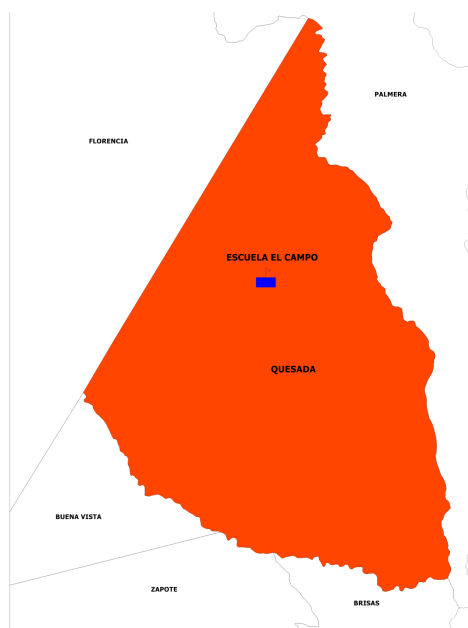 PALMERA
FLORENCIA
ESCUELA EL CAMPO
QUESADA
BUENA VISTA
ZAPOTE
BRISAS